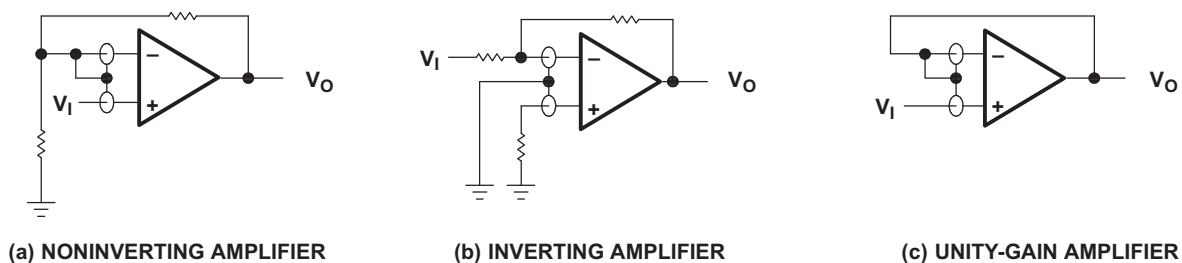 V_I
−
+
V_O
(a) NONINVERTING AMPLIFIER
V_I
−
+
V_O
(b) INVERTING AMPLIFIER
V_I
−
+
V_O
(c) UNITY-GAIN AMPLIFIER